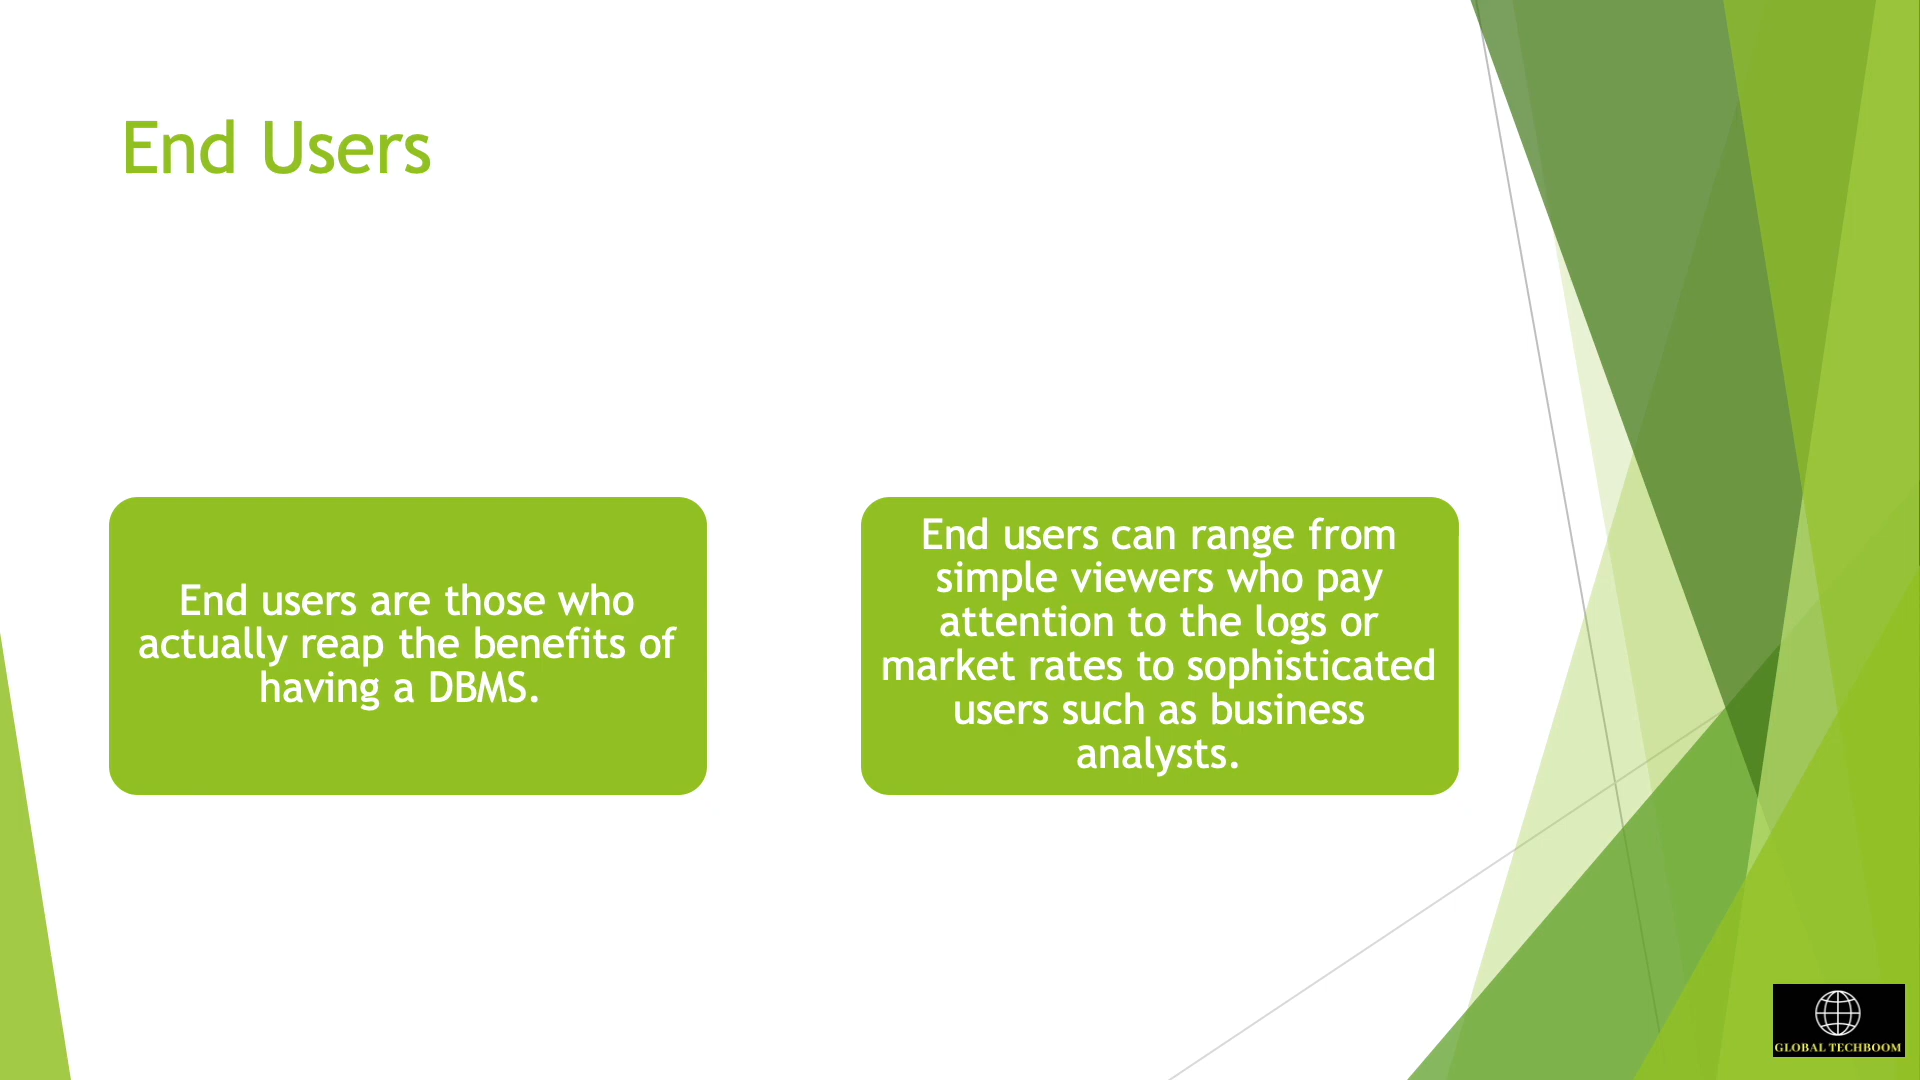 End Users
End users are those who
actually reap the benefits of
having a DBMS.
End users can range from
simple viewers who pay
attention to the logs or
market rates to sophisticated
users such as business
analysts.
GLOBAL TECHBOOM